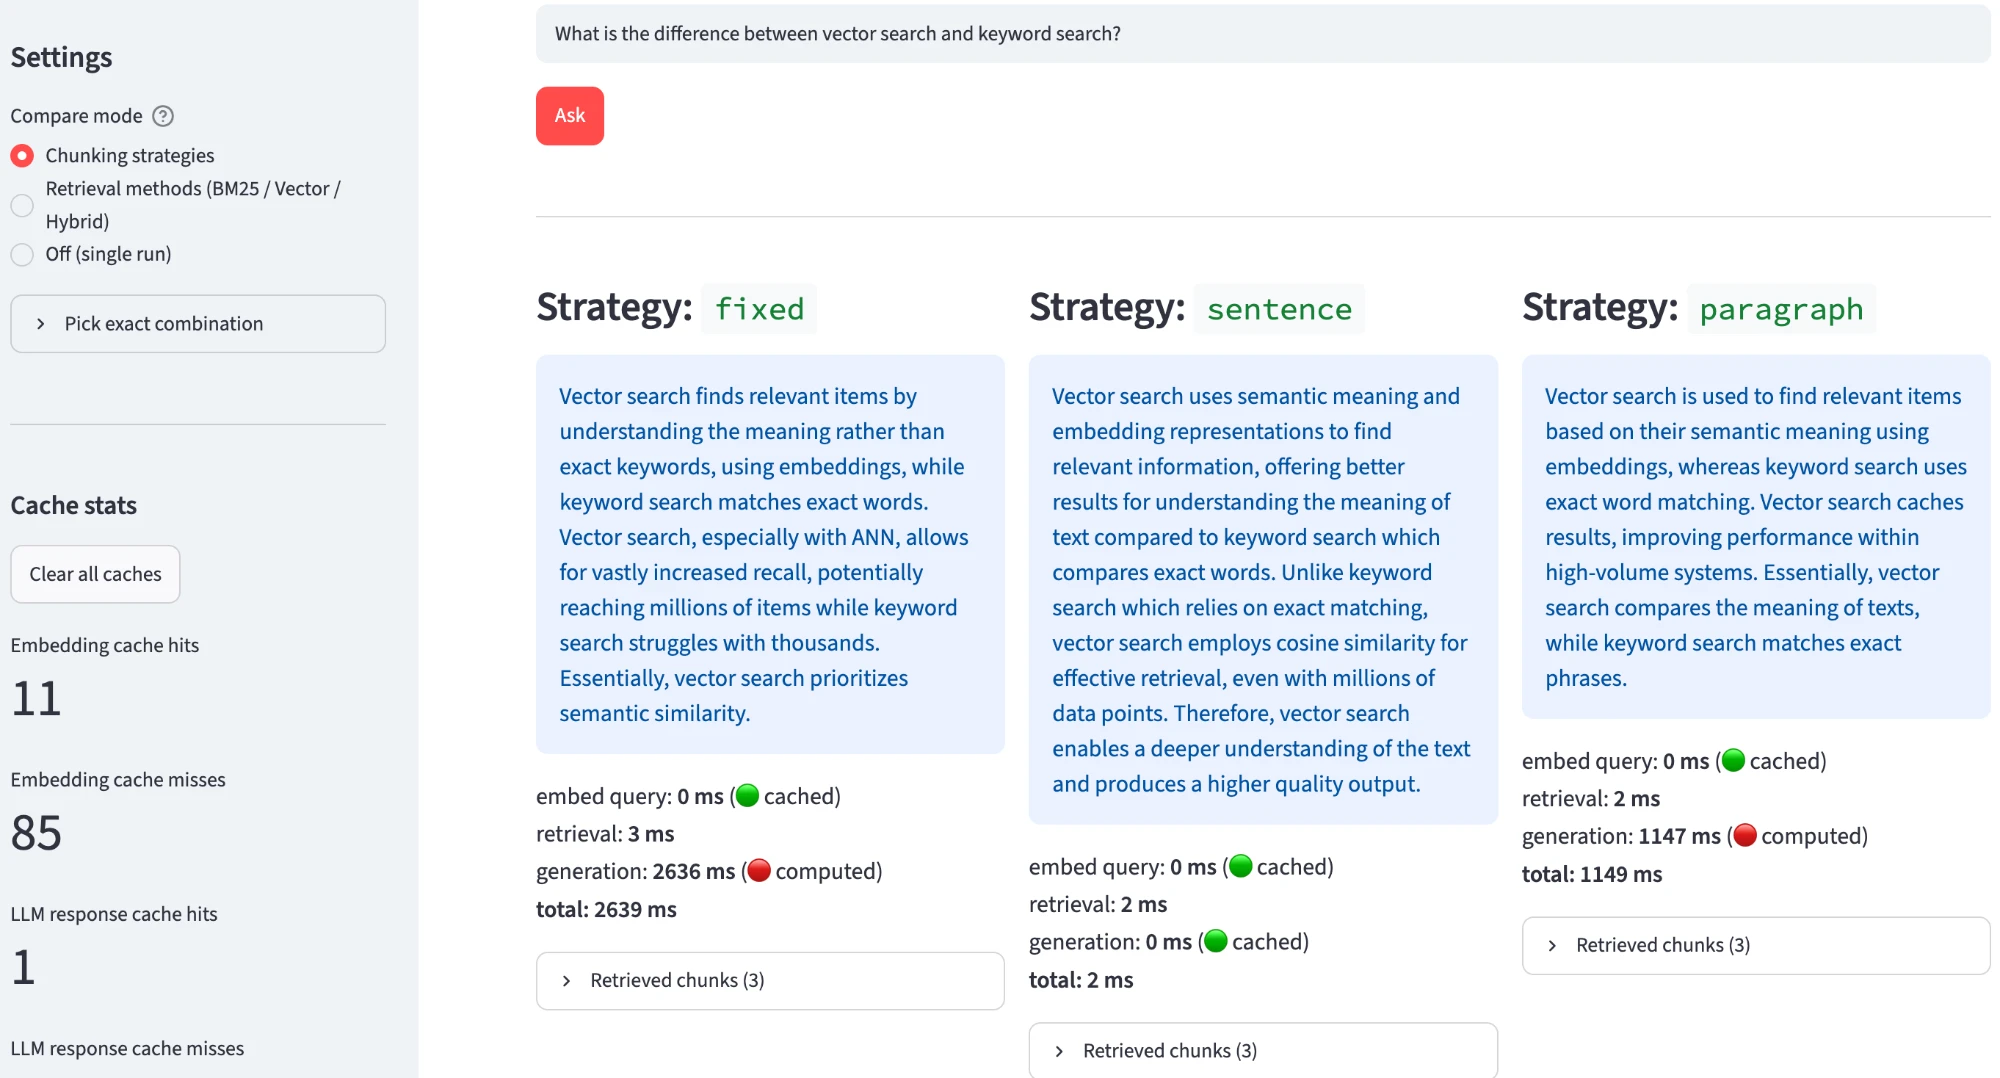 Settings
Compare mode
Chunking strategies
Retrieval methods (BM25 / Vector /
Hybrid)
Off (single run)
Pick exact combination
Cache stats
Clear all caches
Embedding cache hits
11
Embedding cache misses
85
LLM response cache hits
1
LLM response cache misses
What is the difference between vector search and keyword search?
Ask
Strategy: fixed
Vector search finds relevant items by
understanding the meaning rather than
exact keywords, using embeddings, while
keyword search matches exact words.
Vector search, especially with ANN, allows
for vastly increased recall, potentially
reaching millions of items while keyword
search struggles with thousands.
Essentially, vector search prioritizes
semantic similarity.
embed query: 0 ms (🟢 cached)
retrieval: 3 ms
generation: 2636 ms (🔴 computed)
total: 2639 ms
Retrieved chunks (3)
Strategy: sentence
Vector search uses semantic meaning and
embedding representations to find
relevant information, offering better
results for understanding the meaning of
text compared to keyword search which
compares exact words. Unlike keyword
search which relies on exact matching,
vector search employs cosine similarity for
effective retrieval, even with millions of
data points. Therefore, vector search
enables a deeper understanding of the text
and produces a higher quality output.
embed query: 0 ms (🟢 cached)
retrieval: 2 ms
generation: 0 ms (🟢 cached)
total: 2 ms
Retrieved chunks (3)
Strategy: paragraph
Vector search is used to find relevant items
based on their semantic meaning using
embeddings, whereas keyword search uses
exact word matching. Vector search caches
results, improving performance within
high-volume systems. Essentially, vector
search compares the meaning of texts,
while keyword search matches exact
phrases.
embed query: 0 ms (🟢 cached)
retrieval: 2 ms
generation: 1147 ms (🔴 computed)
total: 1149 ms
Retrieved chunks (3)